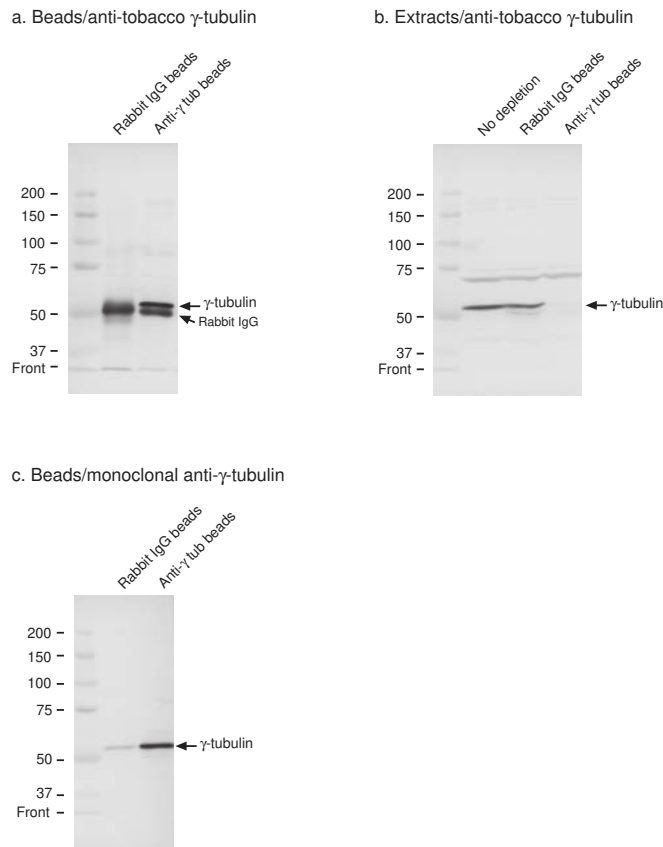 a. Beads/anti-tobacco γ-tubulin
Rabbit IgG beads
Anti-γ tub beads
200
150
100
75
50
37
Front
γ-tubulin
Rabbit IgG
b. Extracts/anti-tobacco γ-tubulin
No depletion
Rabbit IgG beads
Anti-γ tub beads
200
150
100
75
50
37
Front
γ-tubulin
c. Beads/monoclonal anti-γ-tubulin
Rabbit IgG beads
Anti-γ tub beads
200
150
100
75
50
37
Front
γ-tubulin